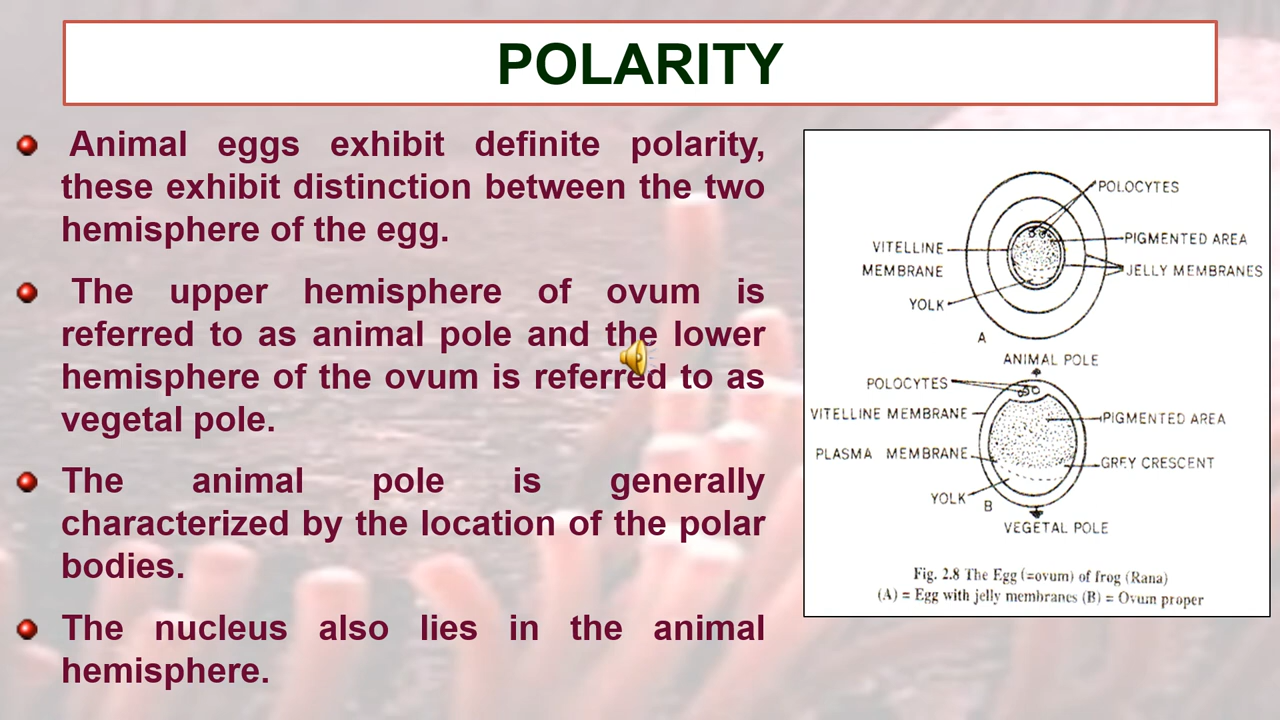 POLARITY
Animal eggs exhibit definite polarity,
these exhibit distinction between the two
hemisphere of the egg.
The upper hemisphere of ovum is
referred to as animal pole and the lower
hemisphere of the ovum is referred to as
vegetal pole.
The animal pole is generally
characterized by the location of the polar
bodies.
The nucleus also lies in the animal
hemisphere.
POLOCYTES
PIGMENTED AREA
VITELLINE
MEMBRANE
JELLY MEMBRANES
YOLK
A
ANIMAL POLE
POLOCYTES
VITELLINE MEMBRANE
PIGMENTED AREA
PLASMA MEMBRANE
GREY CRESCENT
YOLK
B
VEGETAL POLE
Fig. 2.8 The Egg (=ovum) of frog (Rana)
(A) = Egg with jelly membranes (B) = Ovum proper